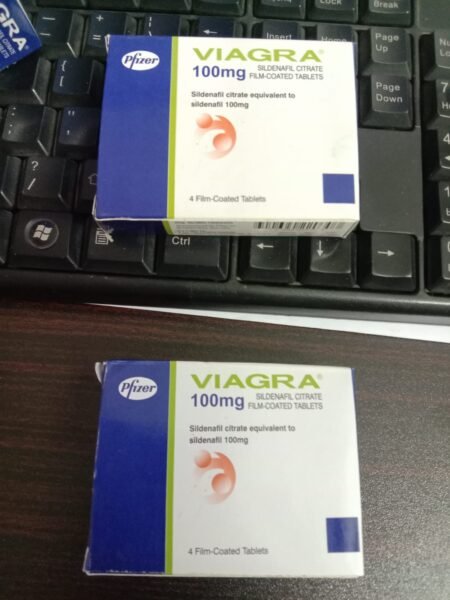 AGRA
Pfizer
VIAGRA®
100mg SILDENAFIL CITRATE
FILM-COATED TABLETS
Sildenafil citrate equivalent to
sildenafil 100mg
4 Film-Coated Tablets
Page
Up
Page
Down
End
?
/
Ctrl
←
↓
→
Pfizer
VIAGRA®
100mg SILDENAFIL CITRATE
FILM-COATED TABLETS
Sildenafil citrate equivalent to
sildenafil 100mg
4 Film-Coated Tablets